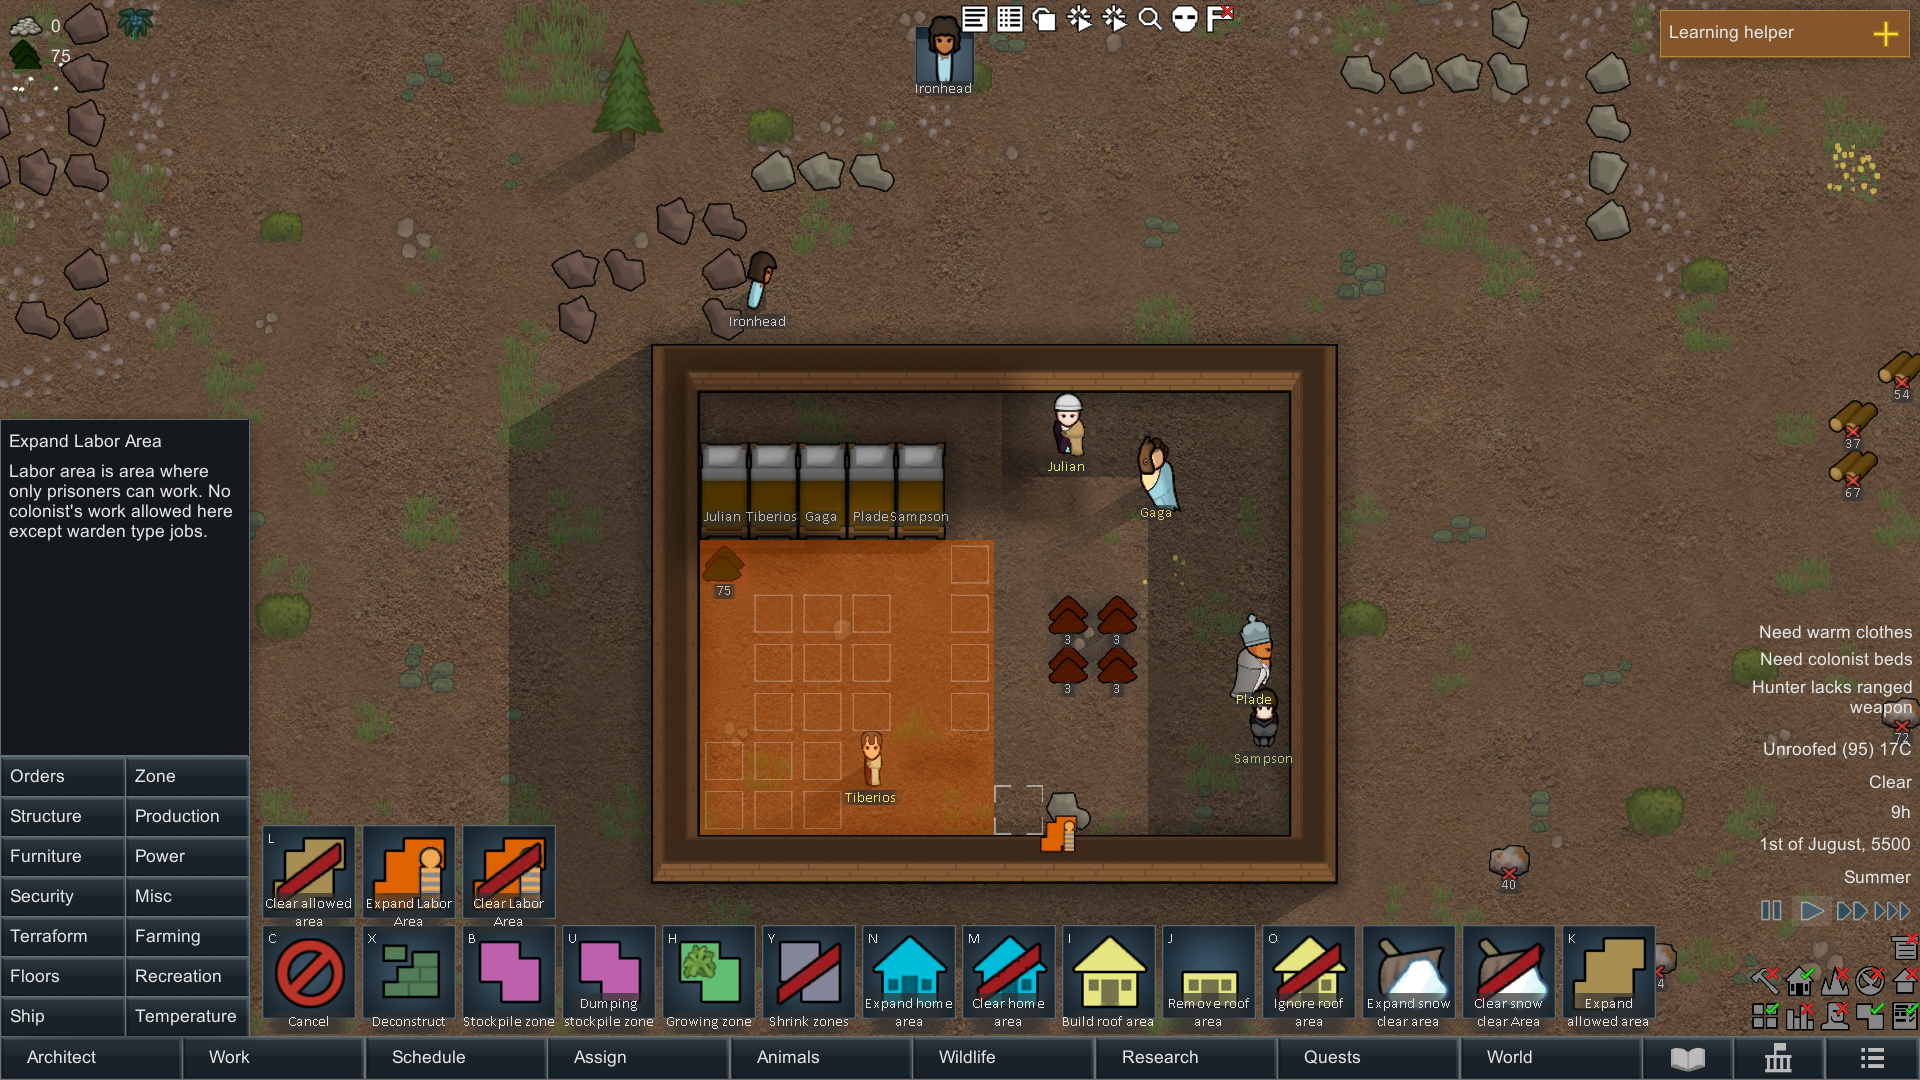 0
75
Ironhead
Learning helper
Ironhead
54
37
67
Julian
Gaga
Julian
Tiberios
Gaga
Plade
Sampson
75
3
3
3
3
Plade
Sampson
Tiberios
Expand Labor Area
Labor area is area where
only prisoners can work. No
colonist's work allowed here
except warden type jobs.
Need warm clothes
Need colonist beds
Hunter lacks ranged
weapon
72
Unroofed (95) 17C
Clear
9h
1st of Jugust, 5500
Summer
40
4
Orders
Zone
Structure
Production
Furniture
Power
Security
Misc
Terraform
Farming
Floors
Recreation
Ship
Temperature
L
Clear allowed
area
Expand Labor
Area
Clear Labor
Area
C
Cancel
X
Deconstruct
B
Stockpile zone
U
Dumping
stockpile zone
H
Growing zone
Y
Shrink zones
N
Expand home
area
M
Clear home
area
I
Build roof area
J
Remove roof
area
O
Ignore roof
area
Expand snow
clear area
Clear snow
clear Area
K
Expand
allowed area
Architect
Work
Schedule
Assign
Animals
Wildlife
Research
Quests
World